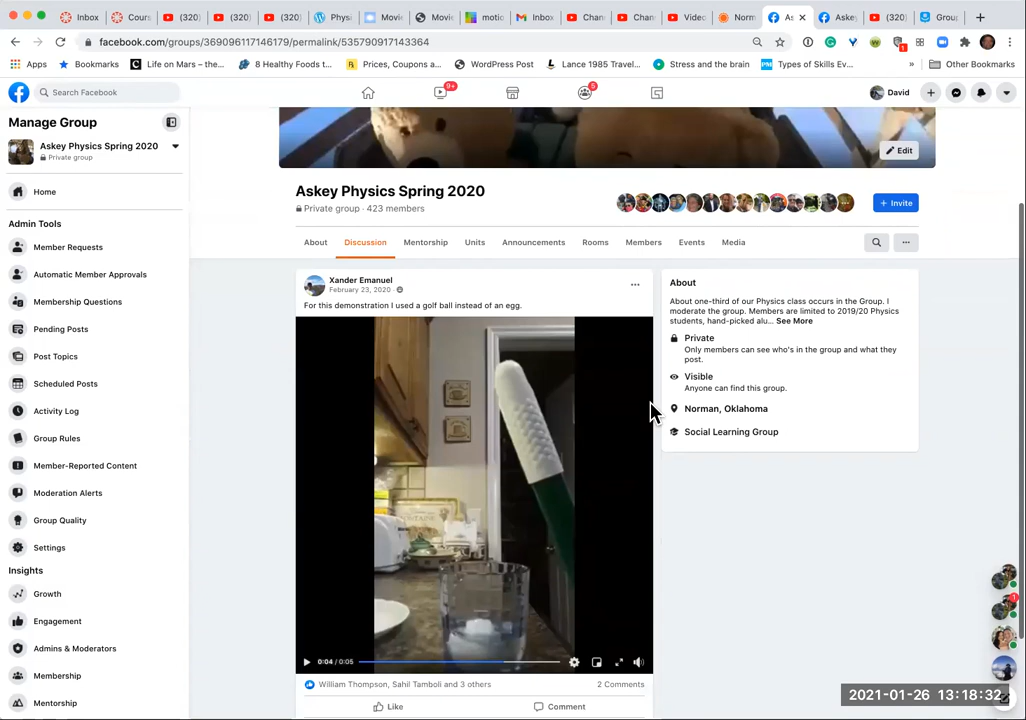 Inbox
Cours
(320)
(320)
(320)
Physi
Movie
Movie
motio
Inbox
Chan
Chan
Video
Norm
As
Askey
(320)
Group
facebook.com/groups/369096117146179/permalink/535790917143364
Apps
Bookmarks
Life on Mars – the...
8 Healthy Foods t...
Prices, Coupons a...
WordPress Post
Lance 1985 Travel...
Stress and the brain
Types of Skills Ev...
»
Other Bookmarks
Search Facebook
9+
5
David
Manage Group
Askey Physics Spring 2020
Private group
Home
Admin Tools
Member Requests
Automatic Member Approvals
Membership Questions
Pending Posts
Post Topics
Scheduled Posts
Activity Log
Group Rules
Member-Reported Content
Moderation Alerts
Group Quality
Settings
Insights
Growth
Engagement
Admins & Moderators
Membership
Mentorship
Edit
Askey Physics Spring 2020
Private group · 423 members
+ Invite
About
Discussion
Mentorship
Units
Announcements
Rooms
Members
Events
Media
Xander Emanuel
February 23, 2020 ·
For this demonstration I used a golf ball instead of an egg.
0:04 / 0:05
William Thompson, Sahil Tamboli and 3 others
2 Comments
Like
Comment
About
About one-third of our Physics class occurs in the Group. I
moderate the group. Members are limited to 2019/20 Physics
students, hand-picked alu... See More
Private
Only members can see who's in the group and what they
post.
Visible
Anyone can find this group.
Norman, Oklahoma
Social Learning Group
1
2021-01-26 13:18:32